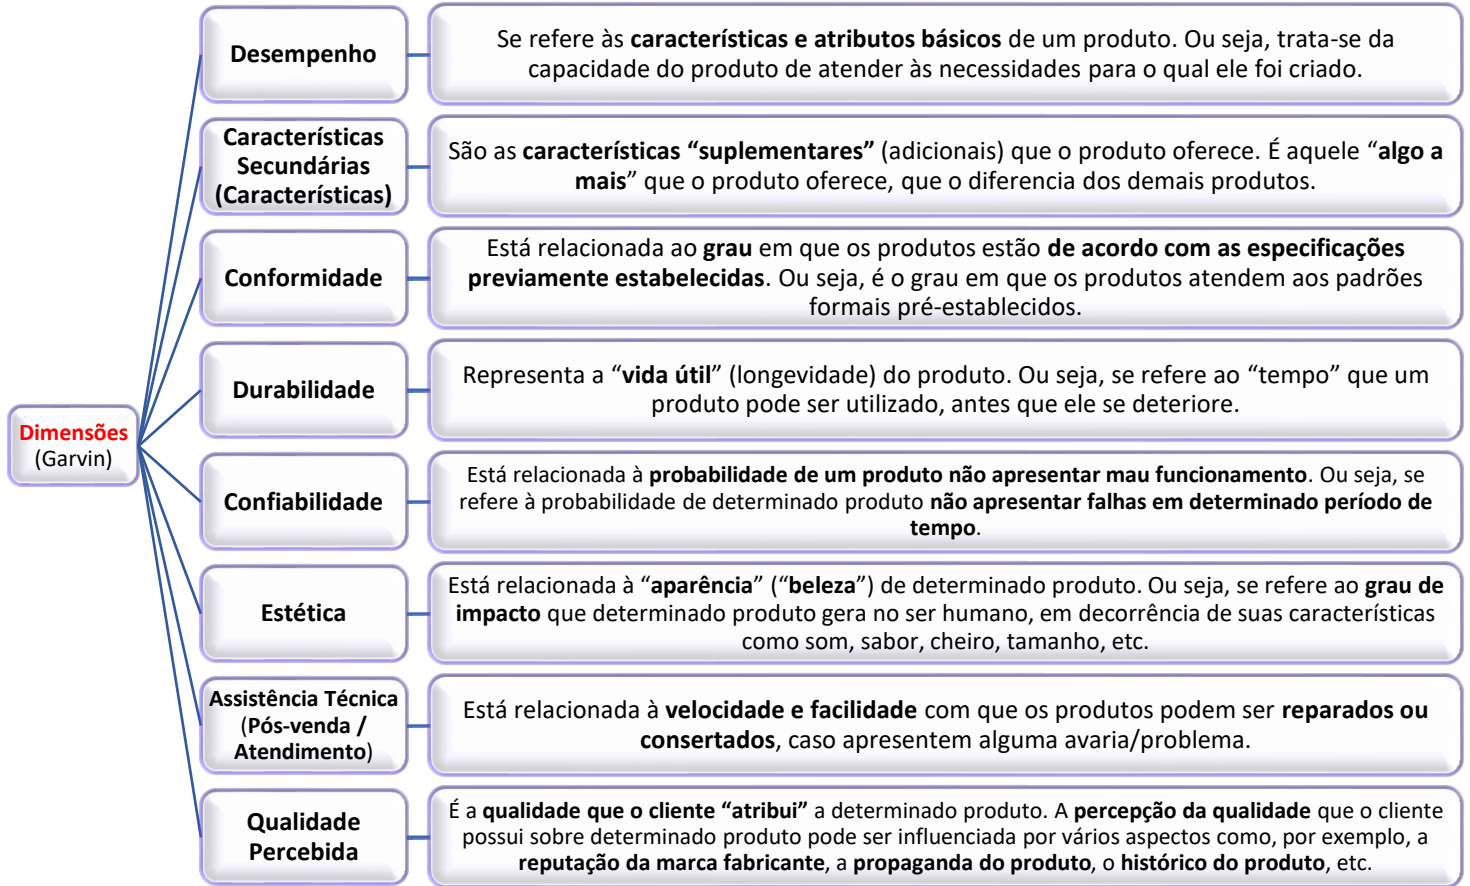 Desempenho
Se refere às características e atributos básicos de um produto. Ou seja, trata-se da
capacidade do produto de atender às necessidades para o qual ele foi criado.
Características
Secundárias
(Características)
São as características “suplementares” (adicionais) que o produto oferece. É aquele “algo a
mais” que o produto oferece, que o diferencia dos demais produtos.
Conformidade
Está relacionada ao grau em que os produtos estão de acordo com as especificações
previamente estabelecidas. Ou seja, é o grau em que os produtos atendem aos padrões
formais pré-establecidos.
Durabilidade
Representa a “vida útil” (longevidade) do produto. Ou seja, se refere ao “tempo” que um
produto pode ser utilizado, antes que ele se deteriore.
Dimensões
(Garvin)
Confiabilidade
Está relacionada à probabilidade de um produto não apresentar mau funcionamento. Ou seja, se
refere à probabilidade de determinado produto não apresentar falhas em determinado período de
tempo.
Estética
Está relacionada à “aparência” (“beleza”) de determinado produto. Ou seja, se refere ao grau de
impacto que determinado produto gera no ser humano, em decorrência de suas características
como som, sabor, cheiro, tamanho, etc.
Assistência Técnica
(Pós-venda /
Atendimento)
Está relacionada à velocidade e facilidade com que os produtos podem ser reparados ou
consertados, caso apresentem alguma avaria/problema.
Qualidade
Percebida
É a qualidade que o cliente “atribui” a determinado produto. A percepção da qualidade que o cliente
possui sobre determinado produto pode ser influenciada por vários aspectos como, por exemplo, a
reputação da marca fabricante, a propaganda do produto, o histórico do produto, etc.